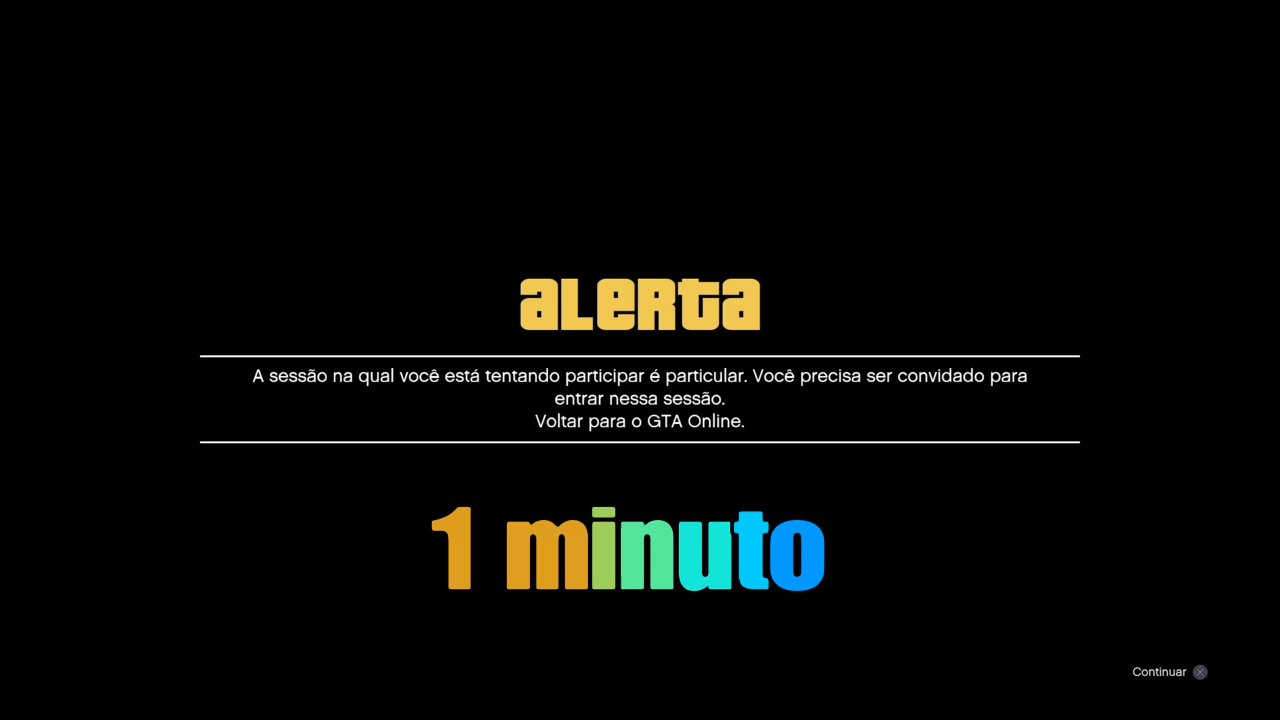 aLeRta
A sessão na qual você está tentando participar é particular. Você precisa ser convidado para
entrar nessa sessão.
Voltar para o GTA Online.
1 minuto
Continuar